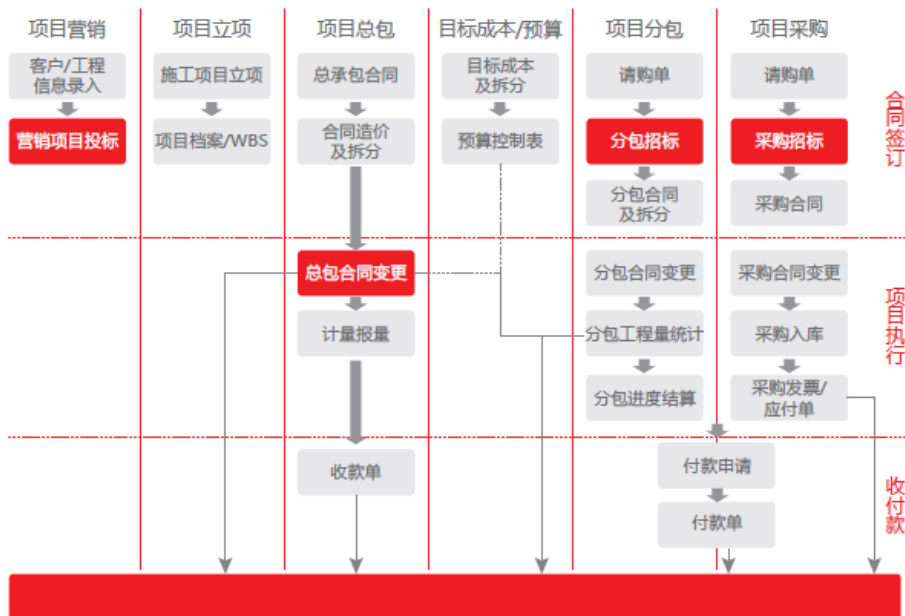 项目营销
项目立项
项目总包
目标成本/预算
项目分包
项目采购
客户/工程
信息录入
施工项目立项
总承包合同
目标成本
及拆分
请购单
请购单
营销项目投标
项目档案/WBS
合同造价
及拆分
预算控制表
分包招标
采购招标
分包合同
及拆分
采购合同
合同签订
总包合同变更
分包合同变更
采购合同变更
计量报量
分包工程量统计
采购入库
分包进度结算
采购发票/
应付单
项目执行
收款单
付款申请
付款单
收付款